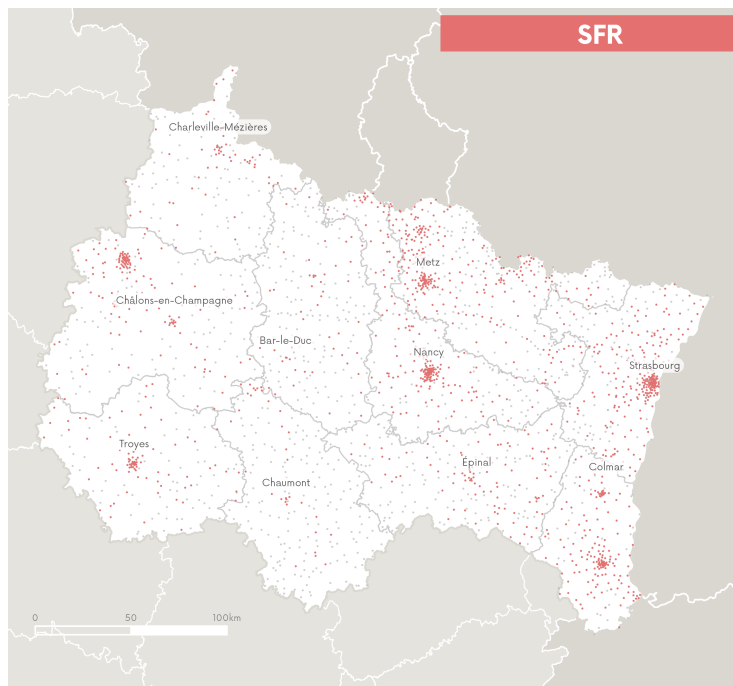 SFR
Charleville-Mézières
Metz
Châlons-en-Champagne
Bar-le-Duc
Nancy
Strasbourg
Troyes
Épinal
Colmar
Chaumont
0 50 100km